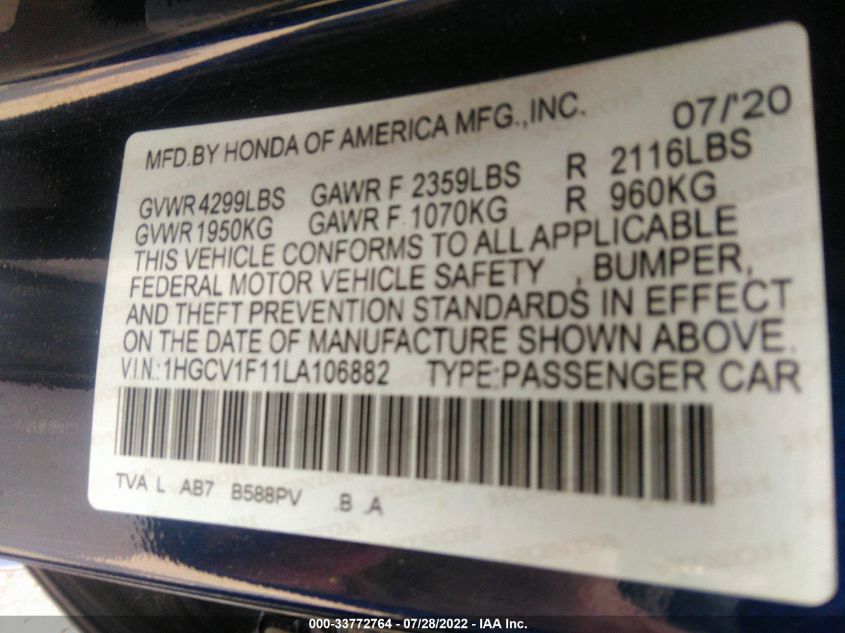 MFD.BY HONDA OF AMERICA MFG.,INC. 07/'20
GVWR 4299LBS GAWR F 2359LBS R 2116LBS
GVWR 1950KG GAWR F 1070KG R 960KG
THIS VEHICLE CONFORMS TO ALL APPLICABLE
FEDERAL MOTOR VEHICLE SAFETY , BUMPER,
AND THEFT PREVENTION STANDARDS IN EFFECT
ON THE DATE OF MANUFACTURE SHOWN ABOVE.
V.I.N.:1HGCV1F11LA106882 TYPE:PASSENGER CAR
TVA L AB7 B588PV .B .A
000-33772764 - 07/28/2022 - IAA Inc.